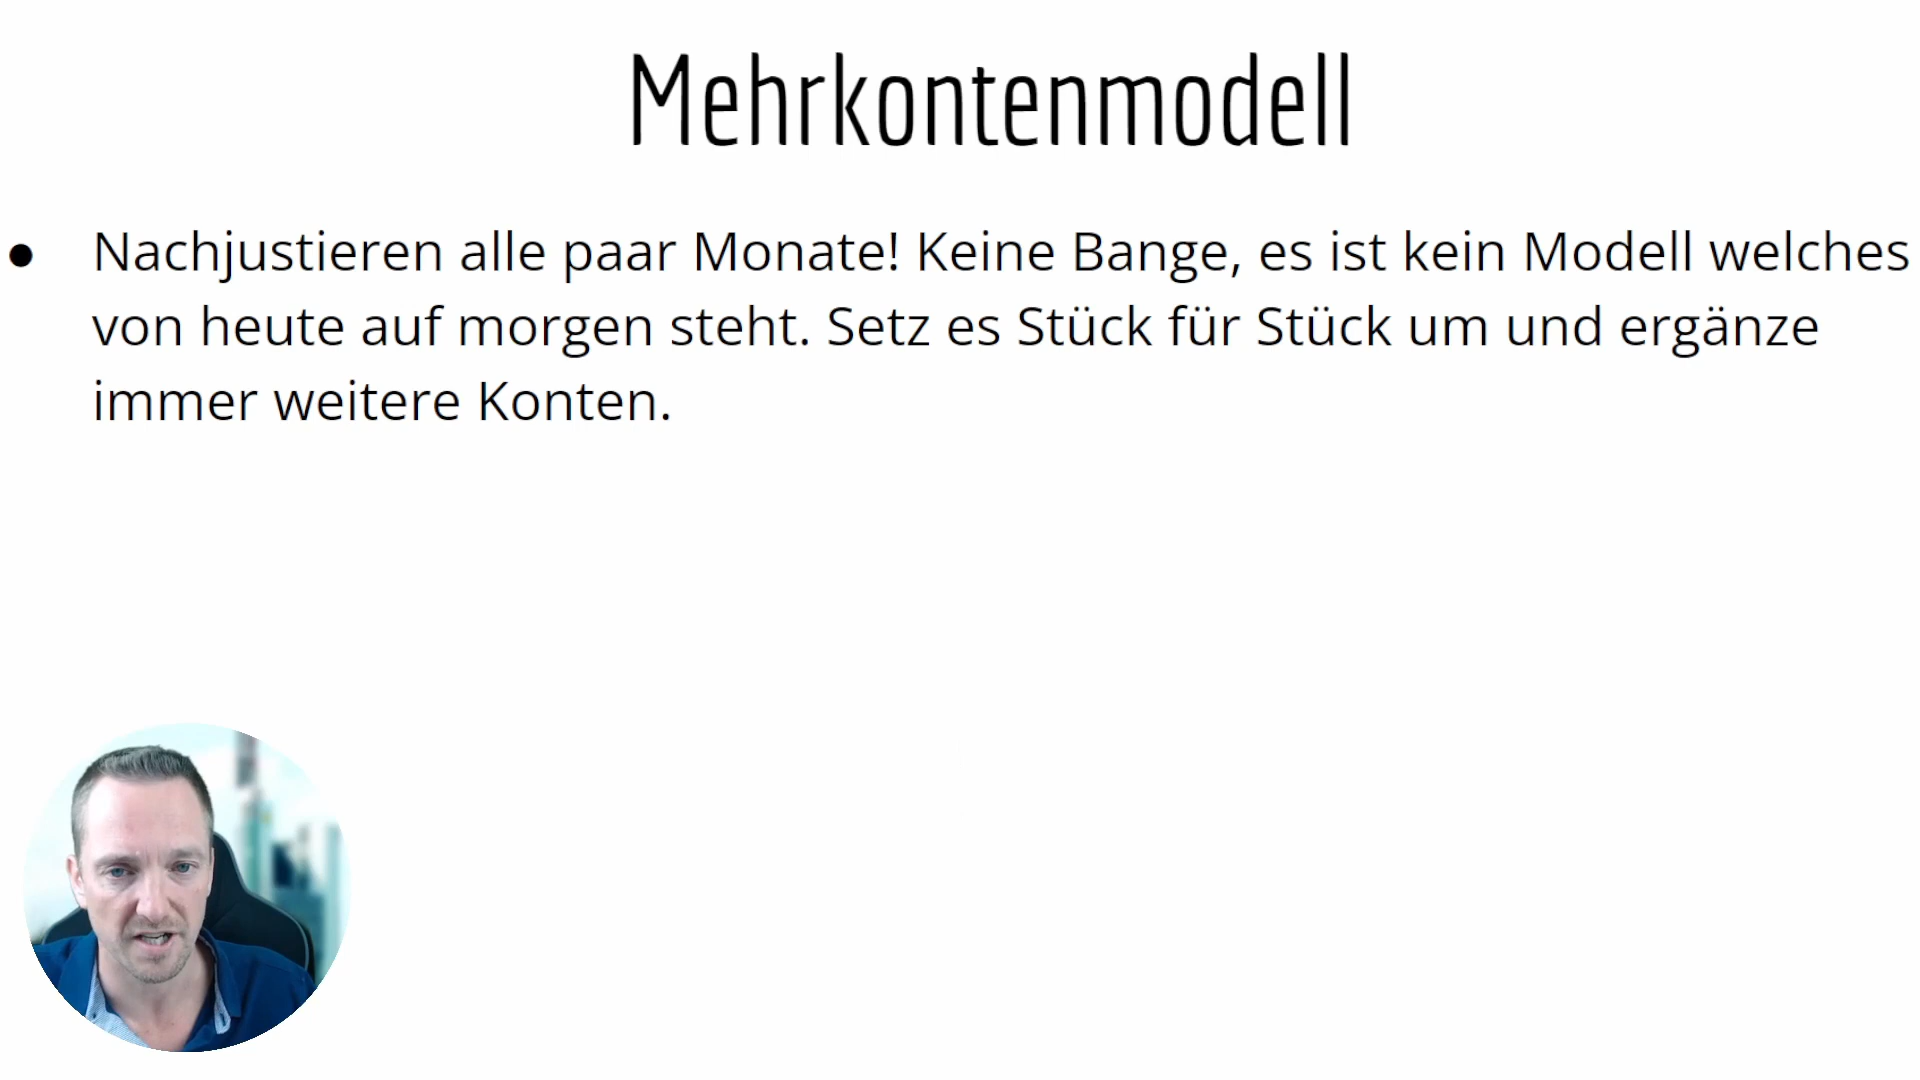 Mehrkontenmodell
● Nachjustieren alle paar Monate! Keine Bange, es ist kein Modell welches
von heute auf morgen steht. Setz es Stück für Stück um und ergänze
immer weitere Konten.